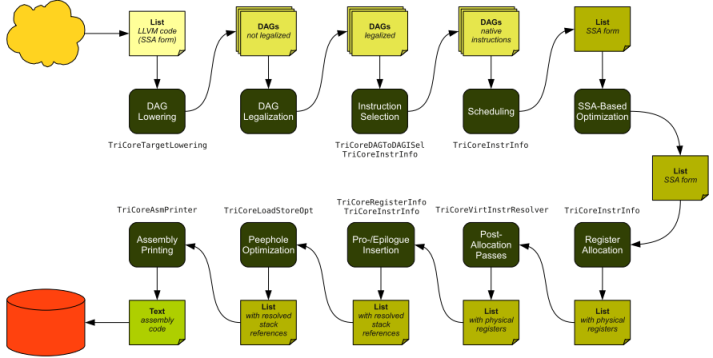 List
LLVM code
(SSA form)
DAGs
not legalized
DAGs
legalized
DAGs
native
instructions
List
SSA form
DAG
Lowering
DAG
Legalization
Instruction
Selection
Scheduling
SSA-Based
Optimization
TriCoreTargetLowering
TriCoreDAGToDAGISel
TriCoreInstrInfo
TriCoreInstrInfo
List
SSA form
TriCoreAsmPrinter
TriCoreLoadStoreOpt
TriCoreRegisterInfo
TriCoreInstrInfo
TriCoreVirtInstrResolver
TriCoreInstrInfo
Assembly
Printing
Peephole
Optimization
Pro-/Epilogue
Insertion
Post-
Allocation
Passes
Register
Allocation
Text
assembly
code
List
with resolved
stack
references
List
with resolved
stack
references
List
with physical
registers
List
with physical
registers